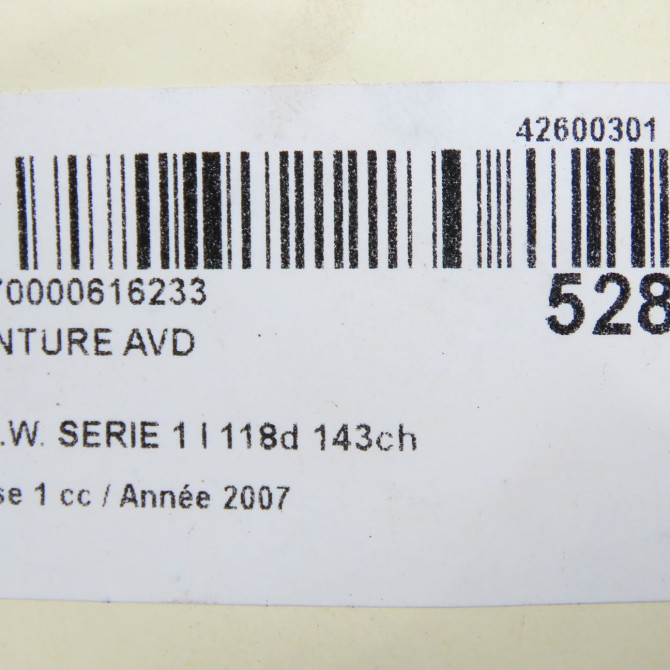 42600301
70000616233
528
NTURE AVD
.W. SERIE 1 I 118d 143ch
se 1 cc / Année 2007